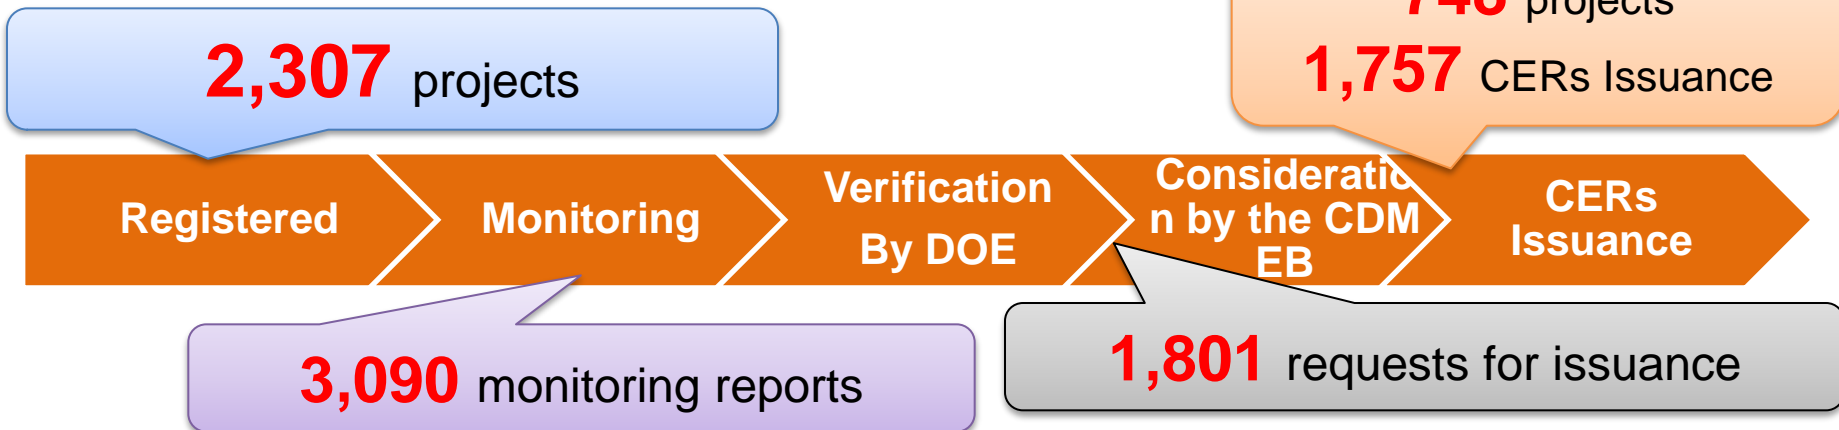 projects
2,307 projects
1,757 CERs Issuance
Registered
Monitoring
Verification
By DOE
Consideratio
n by the CDM
EB
CERs
Issuance
3,090 monitoring reports
1,801 requests for issuance